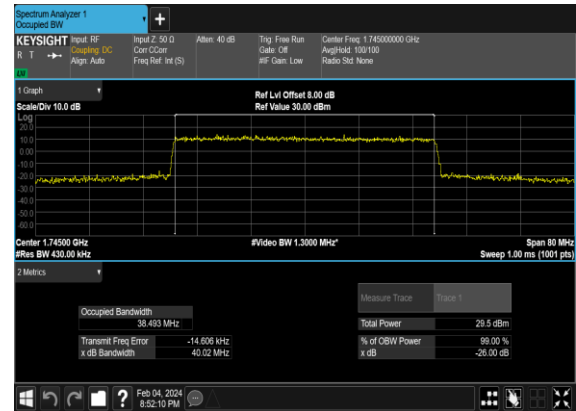 Spectrum Analyzer 1
Occupied BW
KEYSIGHT Input: RF Input Z: 50 Ω Atten: 40 dB Trig: Free Run Center Freq: 1.745000000 GHz
R T Coupling: DC Corr CCorr Gate: Off Avg|Hold: 100/100
Align: Auto Freq Ref: Int (S) #IF Gain: Low Radio Std: None
LXI
1 Graph Ref Lvl Offset 8.00 dB
Scale/Div 10.0 dB Ref Value 30.00 dBm
Log
20.0
10.0
0.00
-10.0
-20.0
-30.0
-40.0
-50.0
-60.0
Center 1.74500 GHz #Video BW 1.3000 MHz* Span 80 MHz
#Res BW 430.00 kHz Sweep 1.00 ms (1001 pts)
2 Metrics
Measure Trace Trace 1
Occupied Bandwidth
38.493 MHz Total Power 29.5 dBm
Transmit Freq Error -14.606 kHz % of OBW Power 99.00 %
x dB Bandwidth 40.02 MHz x dB -26.00 dB
? Feb 04, 2024
8:52:10 PM